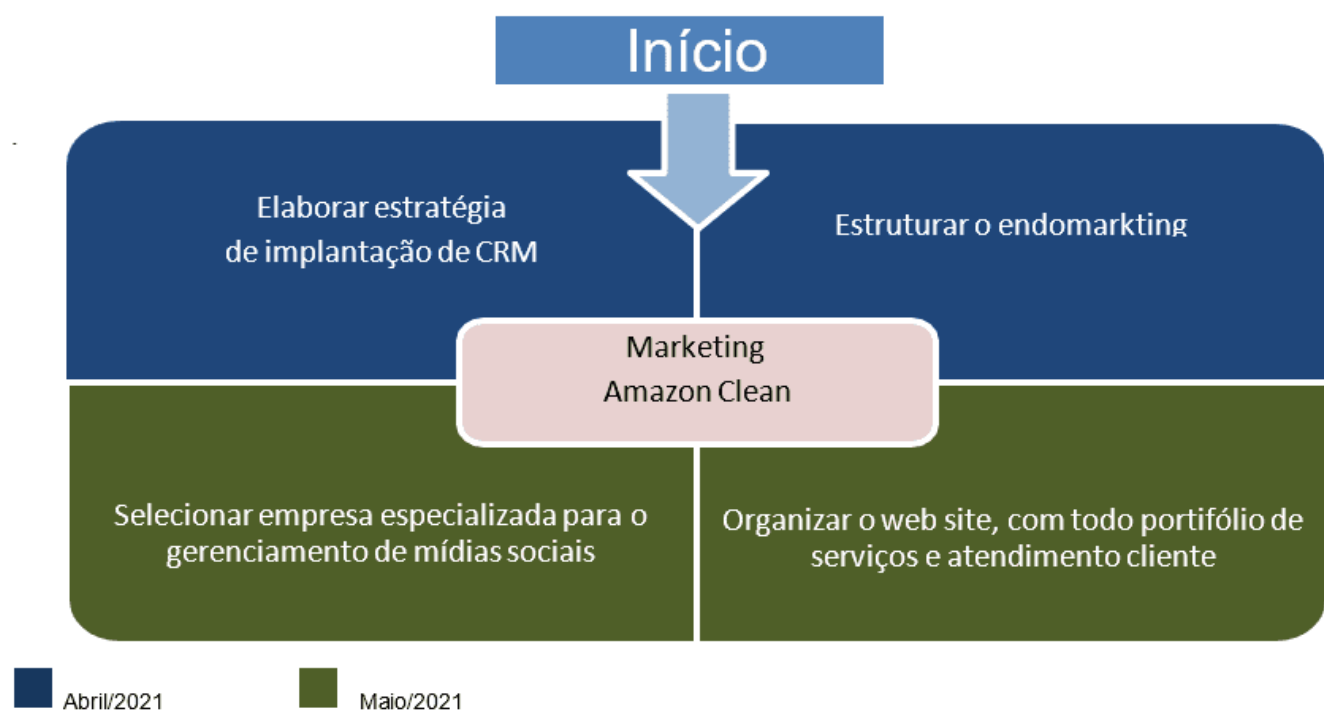 Início
Elaborar estratégia
de implantação de CRM
Estruturar o endomarkting
Marketing
Amazon Clean
Selecionar empresa especializada para o
gerenciamento de mídias sociais
Organizar o web site, com todo portifólio de
serviços e atendimento cliente
Abril/2021
Maio/2021